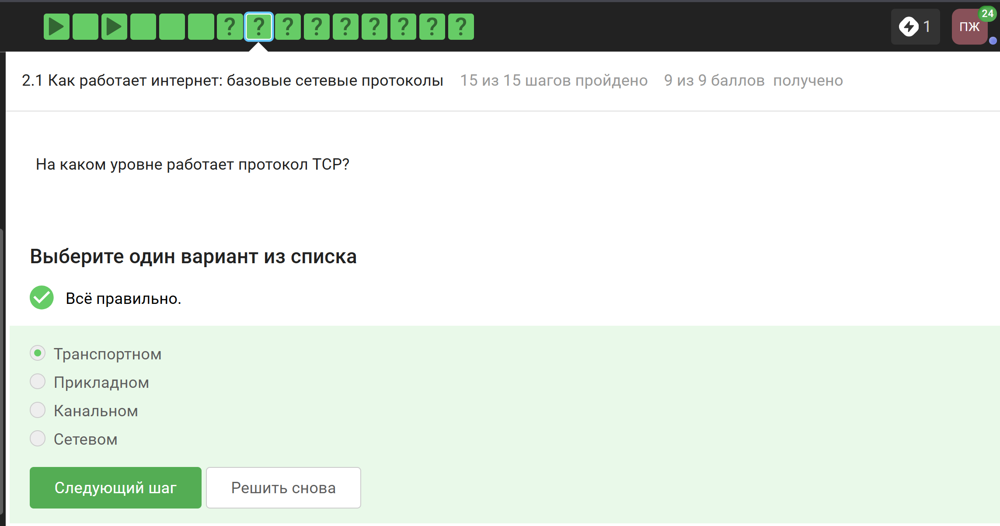 ? ? ? ? ? ? ? ? ?
1
ПЖ
24
2.1 Как работает интернет: базовые сетевые протоколы 15 из 15 шагов пройдено 9 из 9 баллов получено
На каком уровне работает протокол TCP?
Выберите один вариант из списка
Всё правильно.
Транспортном
Прикладном
Канальном
Сетевом
Следующий шаг
Решить снова